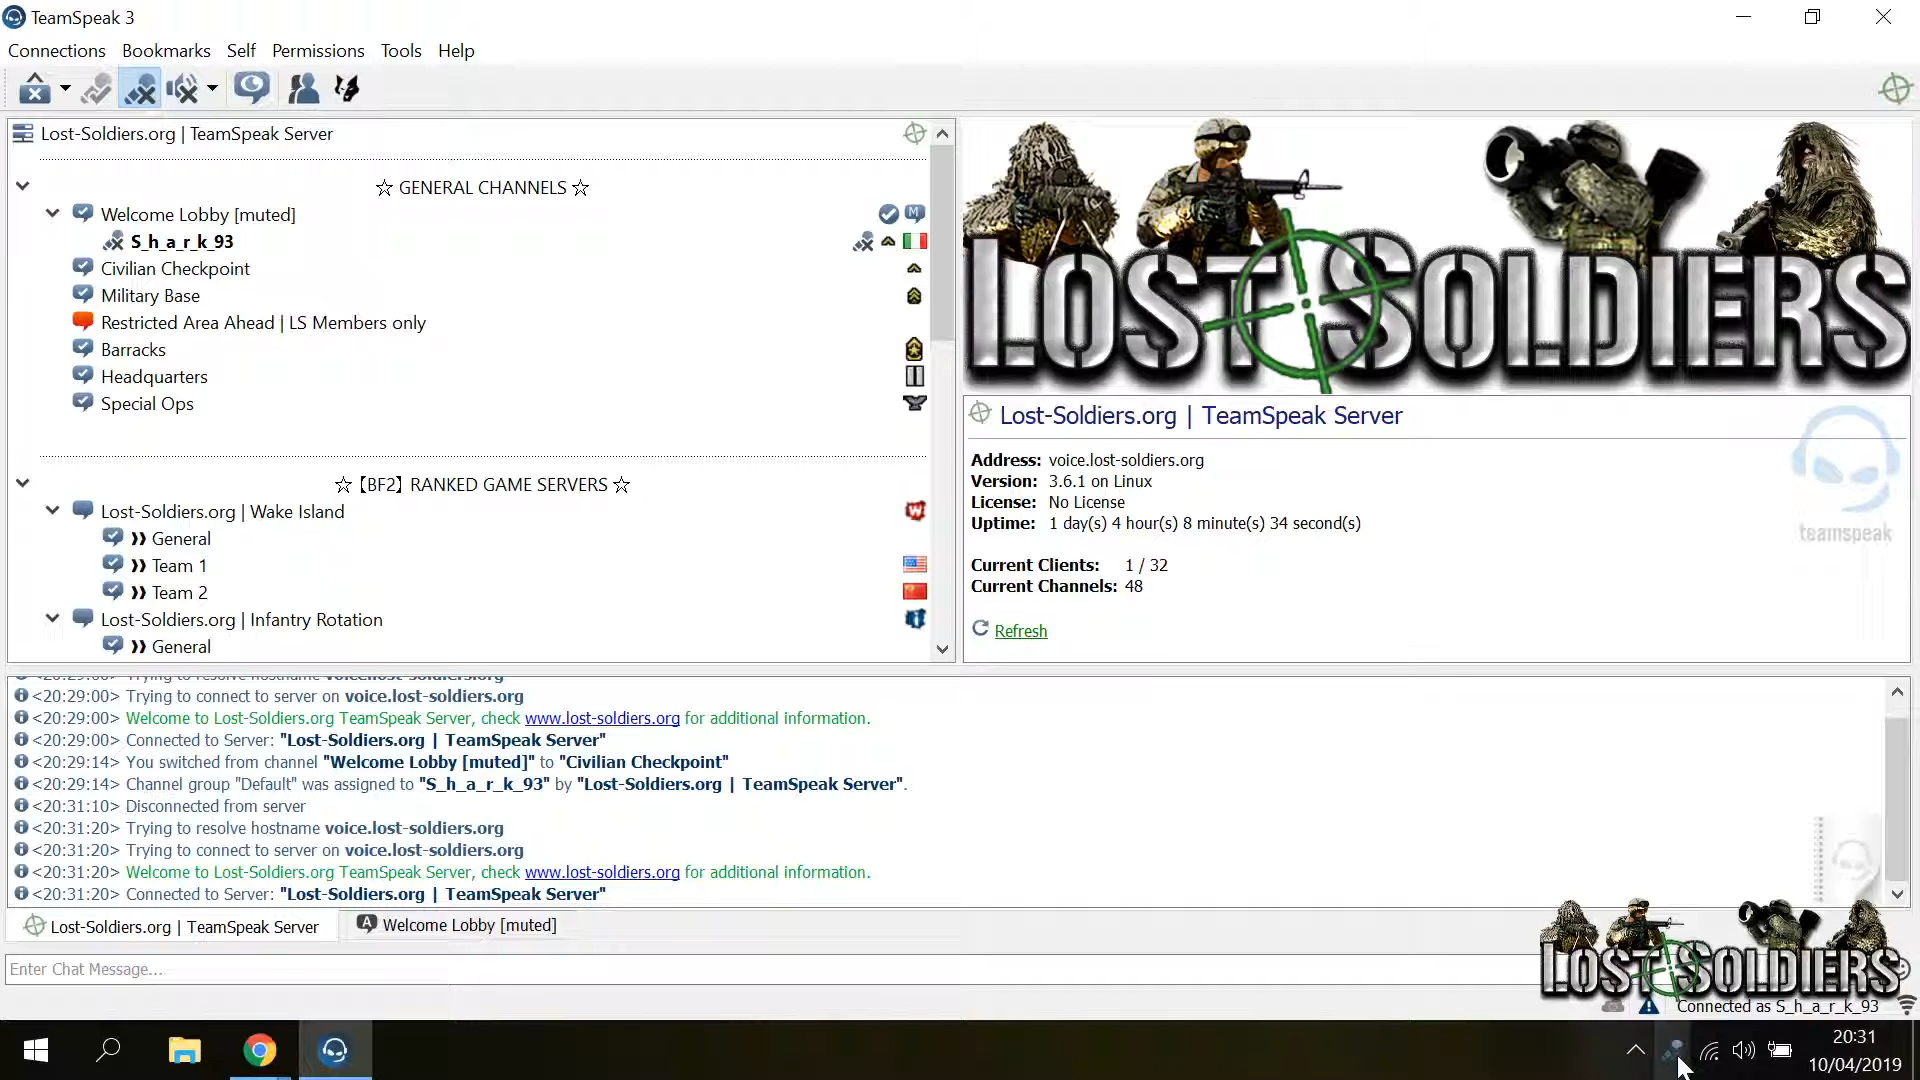 TeamSpeak 3
Connections Bookmarks Self Permissions Tools Help
Lost-Soldiers.org | TeamSpeak Server
☆ GENERAL CHANNELS ☆
Welcome Lobby [muted]
M
S_h_a_r_k_93
Civilian Checkpoint
Military Base
Restricted Area Ahead | LS Members only
Barracks
Headquarters
Special Ops
☆【BF2】RANKED GAME SERVERS ☆
Lost-Soldiers.org | Wake Island
W
General
Team 1
Team 2
Lost-Soldiers.org | Infantry Rotation
General
LOST SOLDIERS
Lost-Soldiers.org | TeamSpeak Server
Address: voice.lost-soldiers.org
Version: 3.6.1 on Linux
License: No License
Uptime: 1 day(s) 4 hour(s) 8 minute(s) 34 second(s)
Current Clients: 1 / 32
Current Channels: 48
Refresh
teamspeak
<20:29:00> Trying to resolve hostname voice.lost-soldiers.org
<20:29:00> Trying to connect to server on voice.lost-soldiers.org
<20:29:00> Welcome to Lost-Soldiers.org TeamSpeak Server, check www.lost-soldiers.org for additional information.
<20:29:00> Connected to Server: "Lost-Soldiers.org | TeamSpeak Server"
<20:29:14> You switched from channel "Welcome Lobby [muted]" to "Civilian Checkpoint"
<20:29:14> Channel group "Default" was assigned to "S_h_a_r_k_93" by "Lost-Soldiers.org | TeamSpeak Server".
<20:31:10> Disconnected from server
<20:31:20> Trying to resolve hostname voice.lost-soldiers.org
<20:31:20> Trying to connect to server on voice.lost-soldiers.org
<20:31:20> Welcome to Lost-Soldiers.org TeamSpeak Server, check www.lost-soldiers.org for additional information.
<20:31:20> Connected to Server: "Lost-Soldiers.org | TeamSpeak Server"
Lost-Soldiers.org | TeamSpeak Server
A Welcome Lobby [muted]
Enter Chat Message...
LOST SOLDIERS
Connected as S_h_a_r_k_93
20:31
10/04/2019